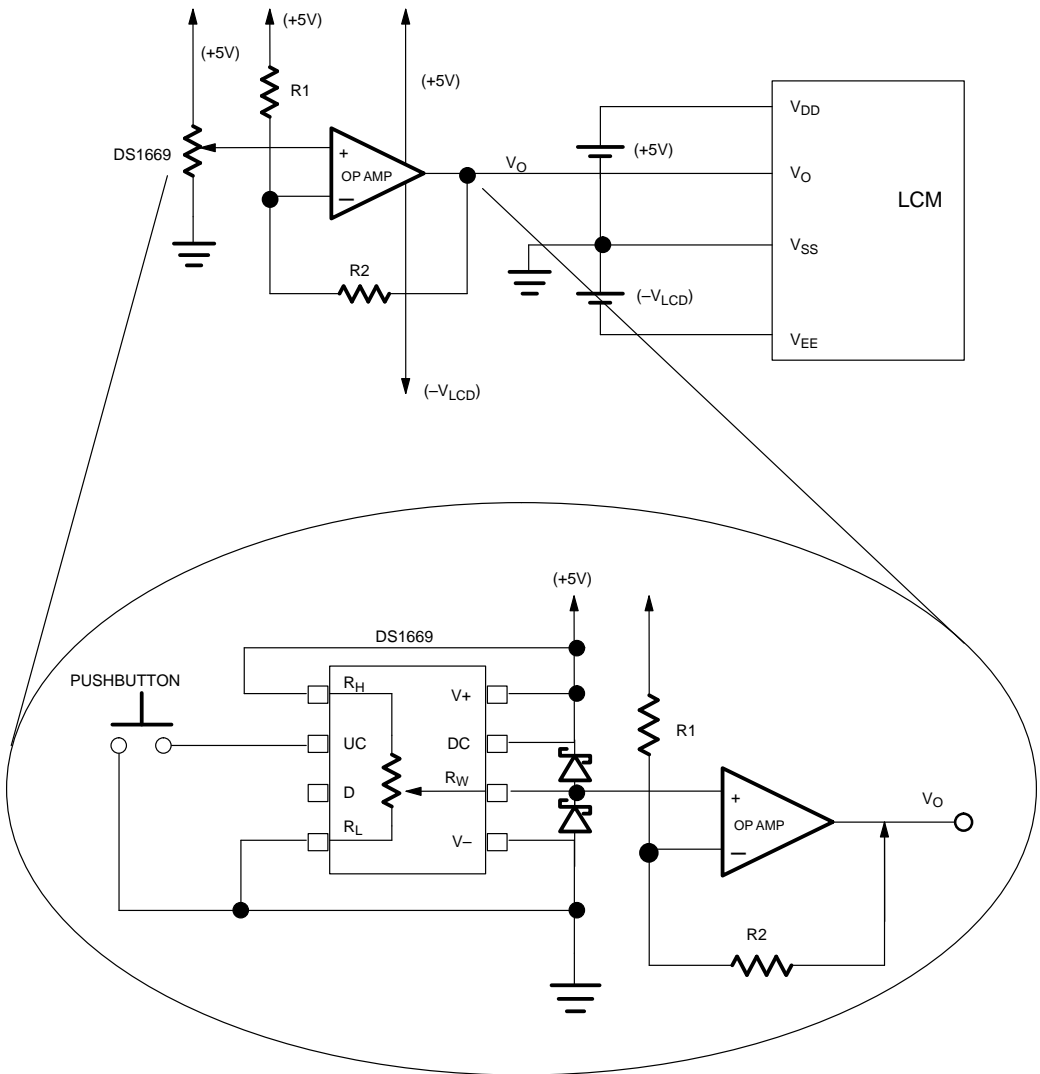 (+5V)
(+5V)
R1
(+5V)
DS1669
+
OP AMP
–
VO
R2
(–VLCD)
(+5V)
(–VLCD)
VDD
VO
VSS
VEE
LCM
(+5V)
DS1669
PUSHBUTTON
RH
UC
D
RL
V+
DC
RW
V–
R1
+
OP AMP
–
VO
R2